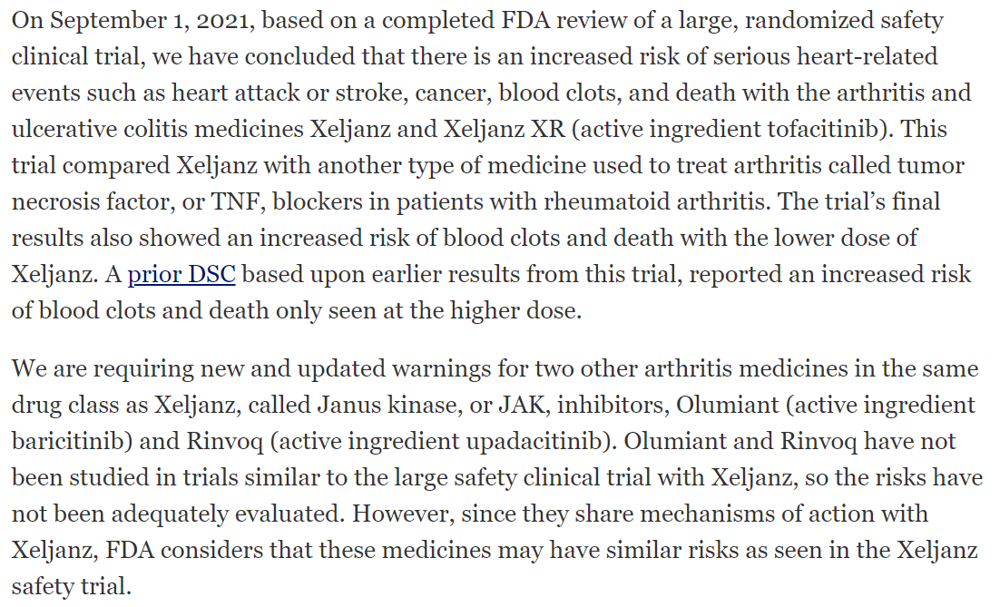 On September 1, 2021, based on a completed FDA review of a large, randomized safety
clinical trial, we have concluded that there is an increased risk of serious heart-related
events such as heart attack or stroke, cancer, blood clots, and death with the arthritis and
ulcerative colitis medicines Xeljanz and Xeljanz XR (active ingredient tofacitinib). This
trial compared Xeljanz with another type of medicine used to treat arthritis called tumor
necrosis factor, or TNF, blockers in patients with rheumatoid arthritis. The trial’s final
results also showed an increased risk of blood clots and death with the lower dose of
Xeljanz. A prior DSC based upon earlier results from this trial, reported an increased risk
of blood clots and death only seen at the higher dose.
We are requiring new and updated warnings for two other arthritis medicines in the same
drug class as Xeljanz, called Janus kinase, or JAK, inhibitors, Olumiant (active ingredient
baricitinib) and Rinvoq (active ingredient upadacitinib). Olumiant and Rinvoq have not
been studied in trials similar to the large safety clinical trial with Xeljanz, so the risks have
not been adequately evaluated. However, since they share mechanisms of action with
Xeljanz, FDA considers that these medicines may have similar risks as seen in the Xeljanz
safety trial.